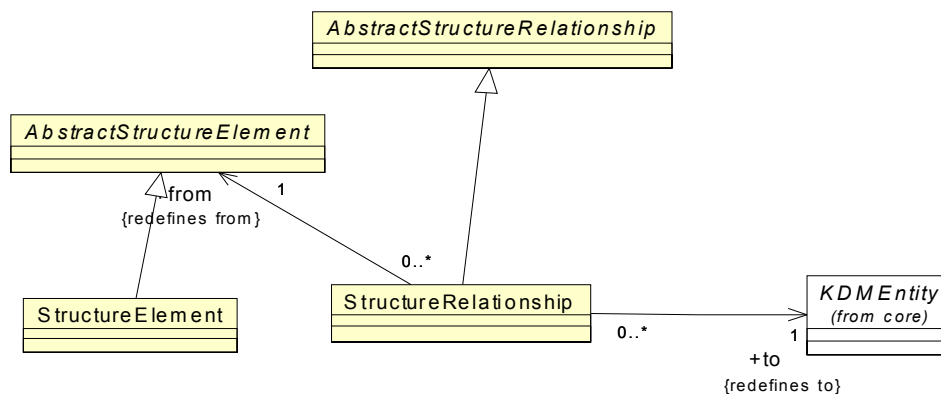 AbstractStructureRelationship
AbstractStructureElement
from
{redefines from}
1
0..*
StructureElement
StructureRelationship
0..*
KDMEntity
(from core)
1
+to
{redefines to}